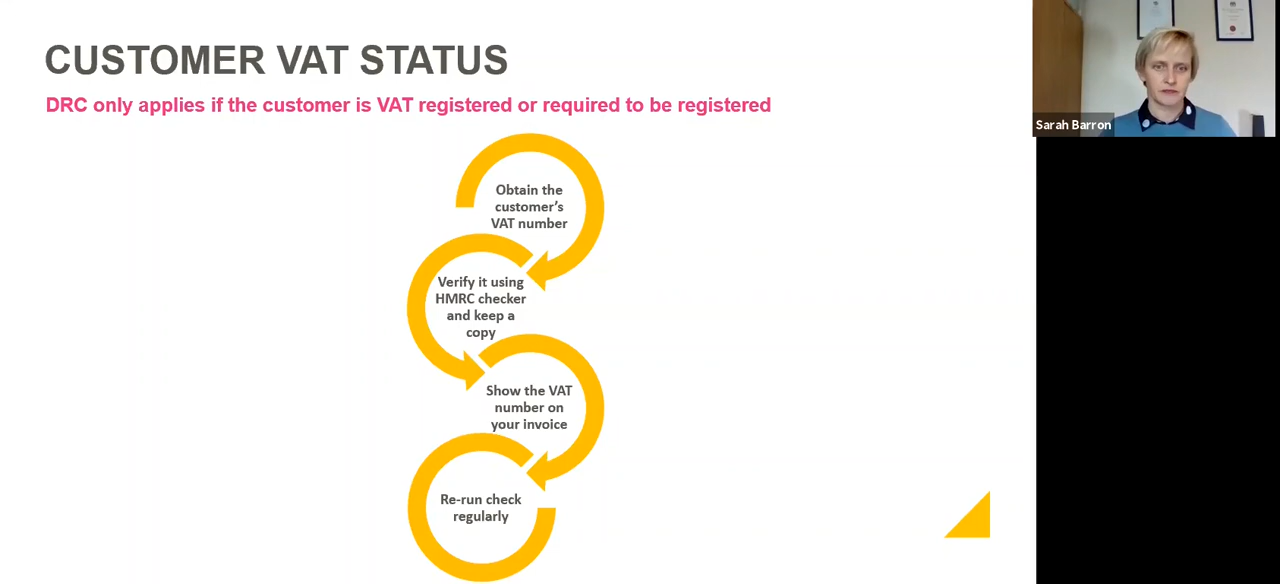 CUSTOMER VAT STATUS
DRC only applies if the customer is VAT registered or required to be registered
Sarah Barron
Obtain the
customer's
VAT number
Verify it using
HMRC checker
and keep a
copy
Show the VAT
number on
your invoice
Re-run check
regularly